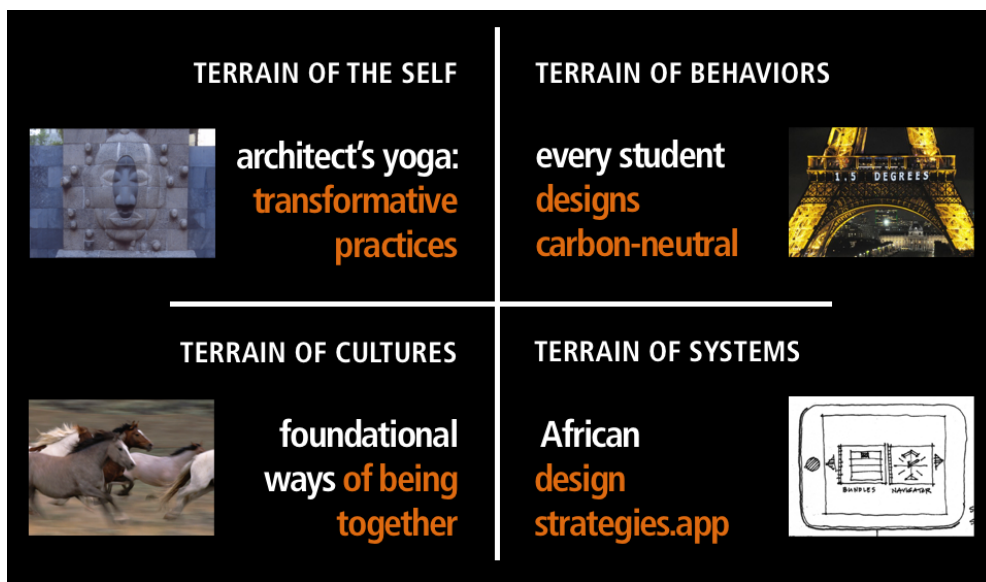 TERRAIN OF THE SELF
architect's yoga:
transformative
practices
TERRAIN OF BEHAVIORS
every student
designs
carbon-neutral
1.5 DEGREES
TERRAIN OF CULTURES
foundational
ways of being
together
TERRAIN OF SYSTEMS
African
design
strategies.app
BUNDLES
NAVIGATOR